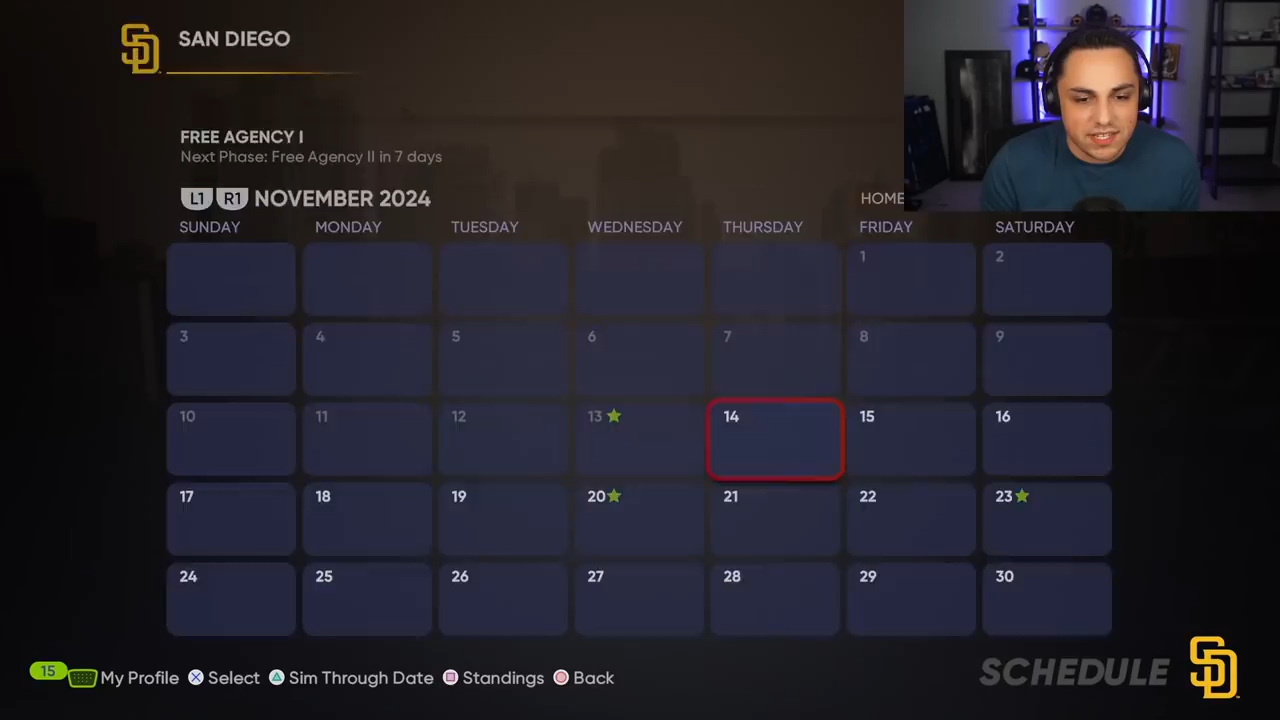 SD SAN DIEGO
FREE AGENCY I
Next Phase: Free Agency II in 7 days
L1 R1 NOVEMBER 2024 HOME
SUNDAY MONDAY TUESDAY WEDNESDAY THURSDAY FRIDAY SATURDAY
1 2
3 4 5 6 7 8 9
10 11 12 13 14 15 16
17 18 19 20 21 22 23
24 25 26 27 28 29 30
15 My Profile Select Sim Through Date Standings Back
SCHEDULE SD